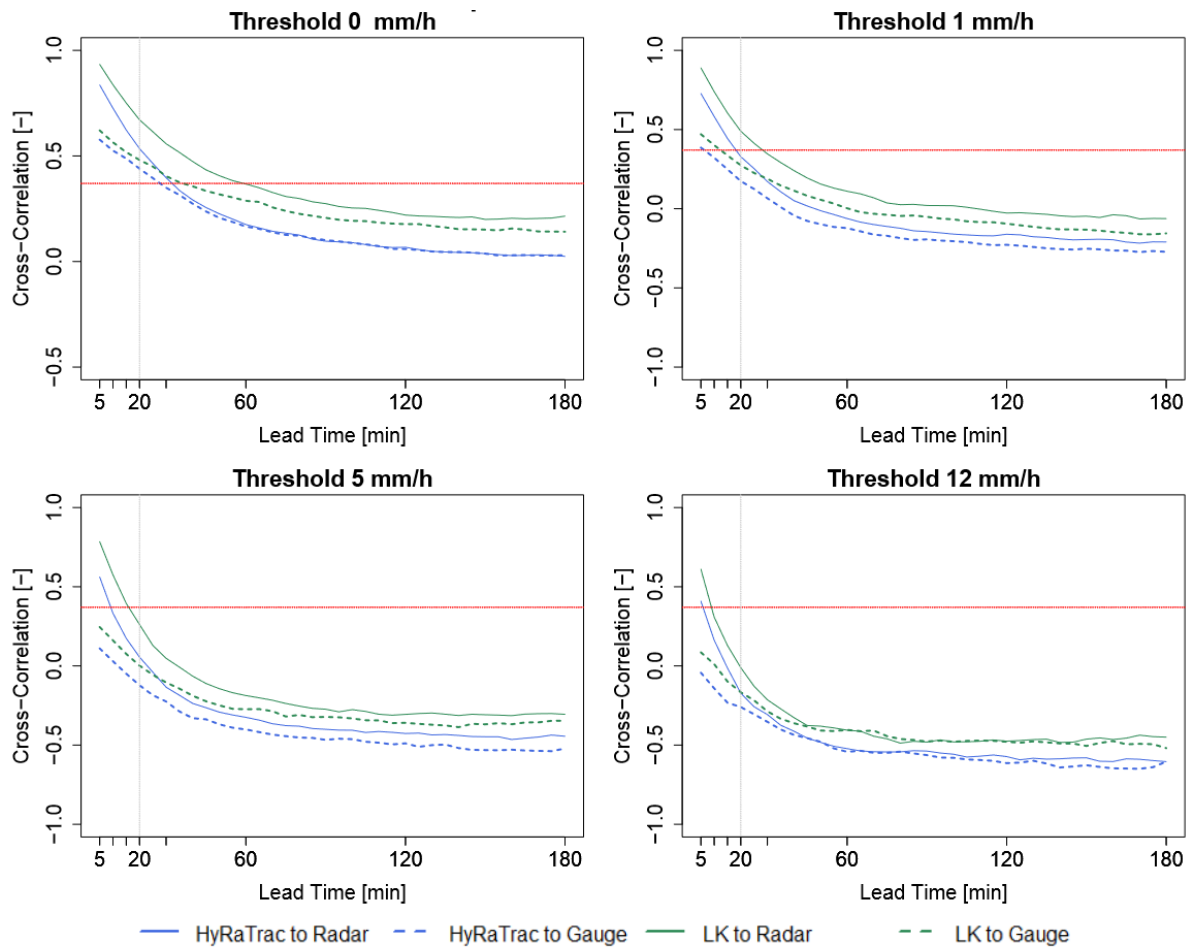 Threshold 0 mm/h
Cross−Correlation [−]
1.0
0.5
0.0
−0.5
5 20 60 120 180
Lead Time [min]
Threshold 1 mm/h
Cross−Correlation [−]
1.0
0.5
0.0
−0.5
−1.0
5 20 60 120 180
Lead Time [min]
Threshold 5 mm/h
Cross−Correlation [−]
1.0
0.5
0.0
−0.5
−1.0
5 20 60 120 180
Lead Time [min]
Threshold 12 mm/h
Cross−Correlation [−]
1.0
0.5
0.0
−0.5
−1.0
5 20 60 120 180
Lead Time [min]
HyRaTrac to Radar HyRaTrac to Gauge LK to Radar LK to Gauge